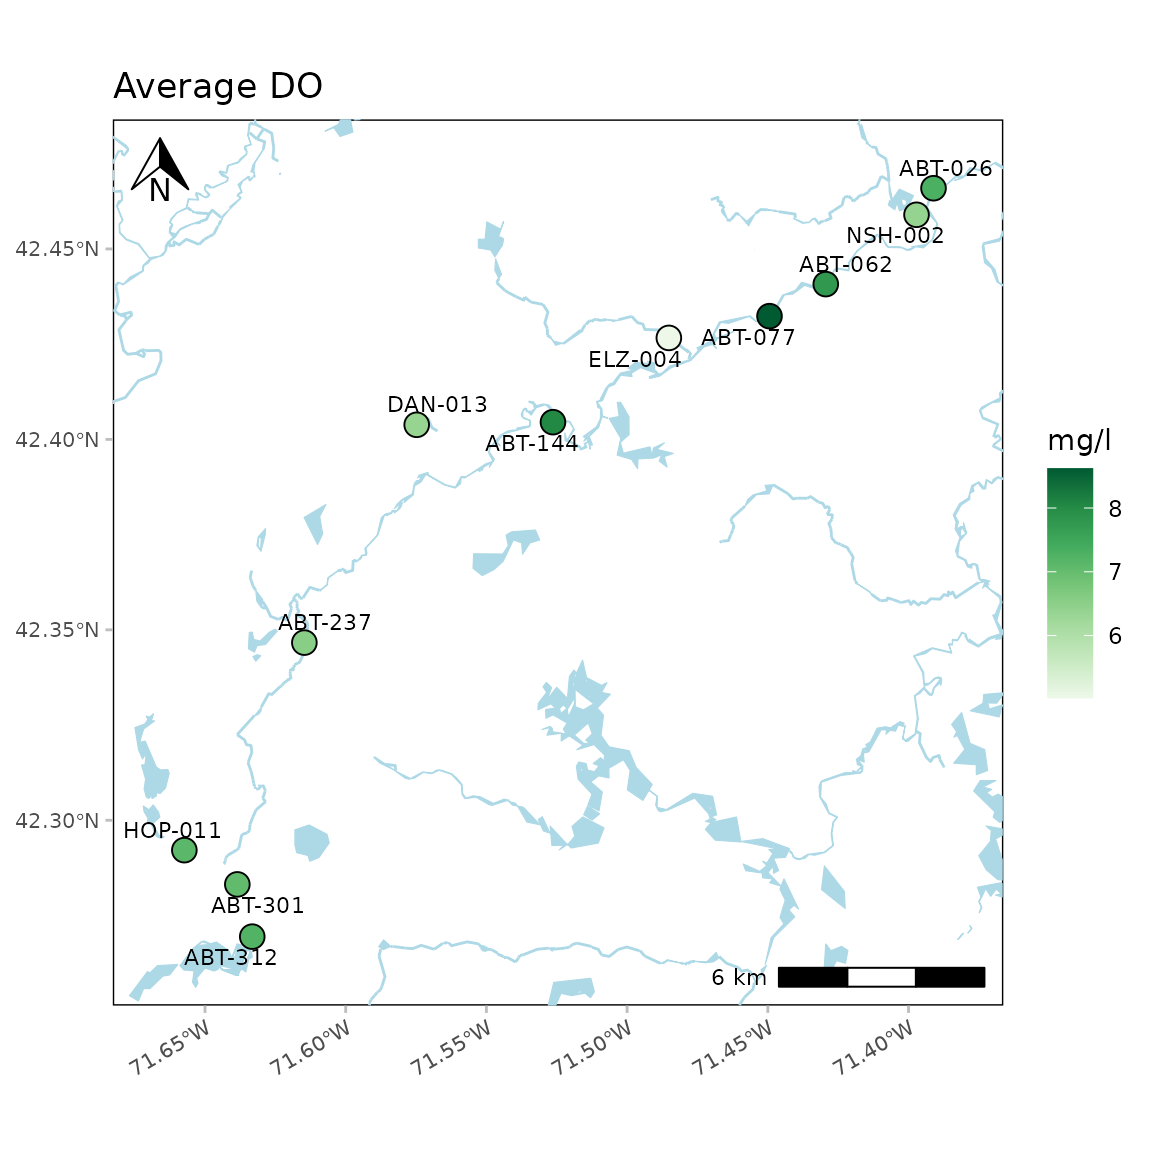 Average DO
N
ABT-026
NSH-002
ABT-062
ABT-077
ELZ-004
DAN-013
ABT-144
ABT-237
HOP-011
ABT-301
ABT-312
6 km
42.45°N
42.40°N
42.35°N
42.30°N
71.65°W
71.60°W
71.55°W
71.50°W
71.45°W
71.40°W
mg/l
8
7
6